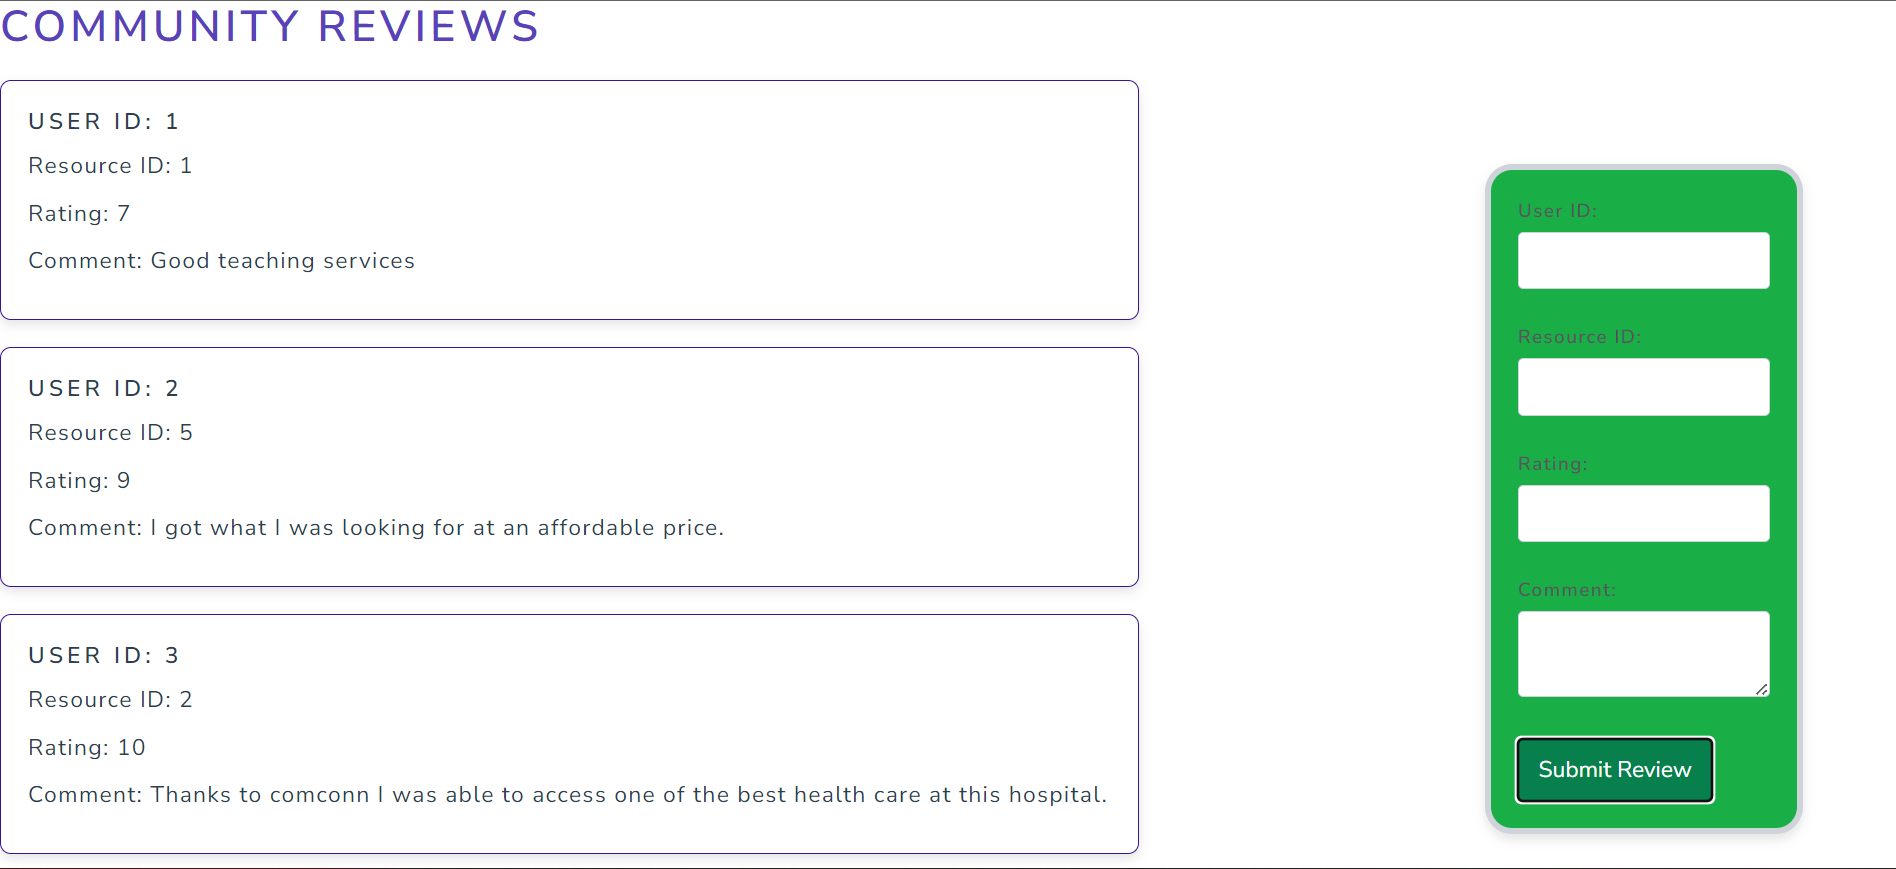 COMMUNITY REVIEWS
USER ID: 1
Resource ID: 1
Rating: 7
Comment: Good teaching services
USER ID: 2
Resource ID: 5
Rating: 9
Comment: I got what I was looking for at an affordable price.
USER ID: 3
Resource ID: 2
Rating: 10
Comment: Thanks to comconn I was able to access one of the best health care at this hospital.
User ID:
Resource ID:
Rating:
Comment:
Submit Review